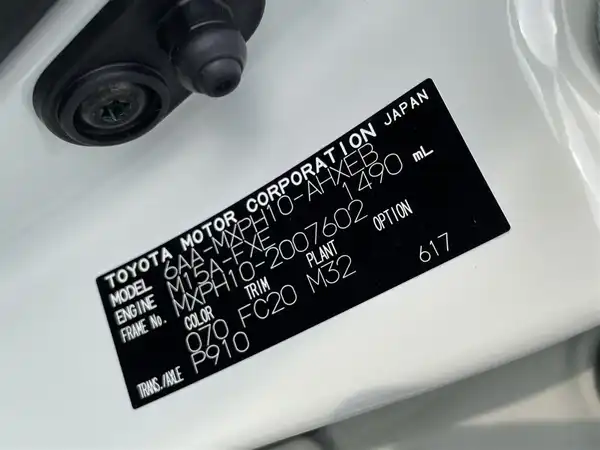 TOYOTA MOTOR CORPORATION JAPAN
MODEL 6AA-MXPH10-AHXEB
ENGINE M15A-FXE 1490 mL
FRAME No. MXPH10-2007602
COLOR TRIM PLANT OPTION
070 FC20 M32 617
TRANS./AXLE P910